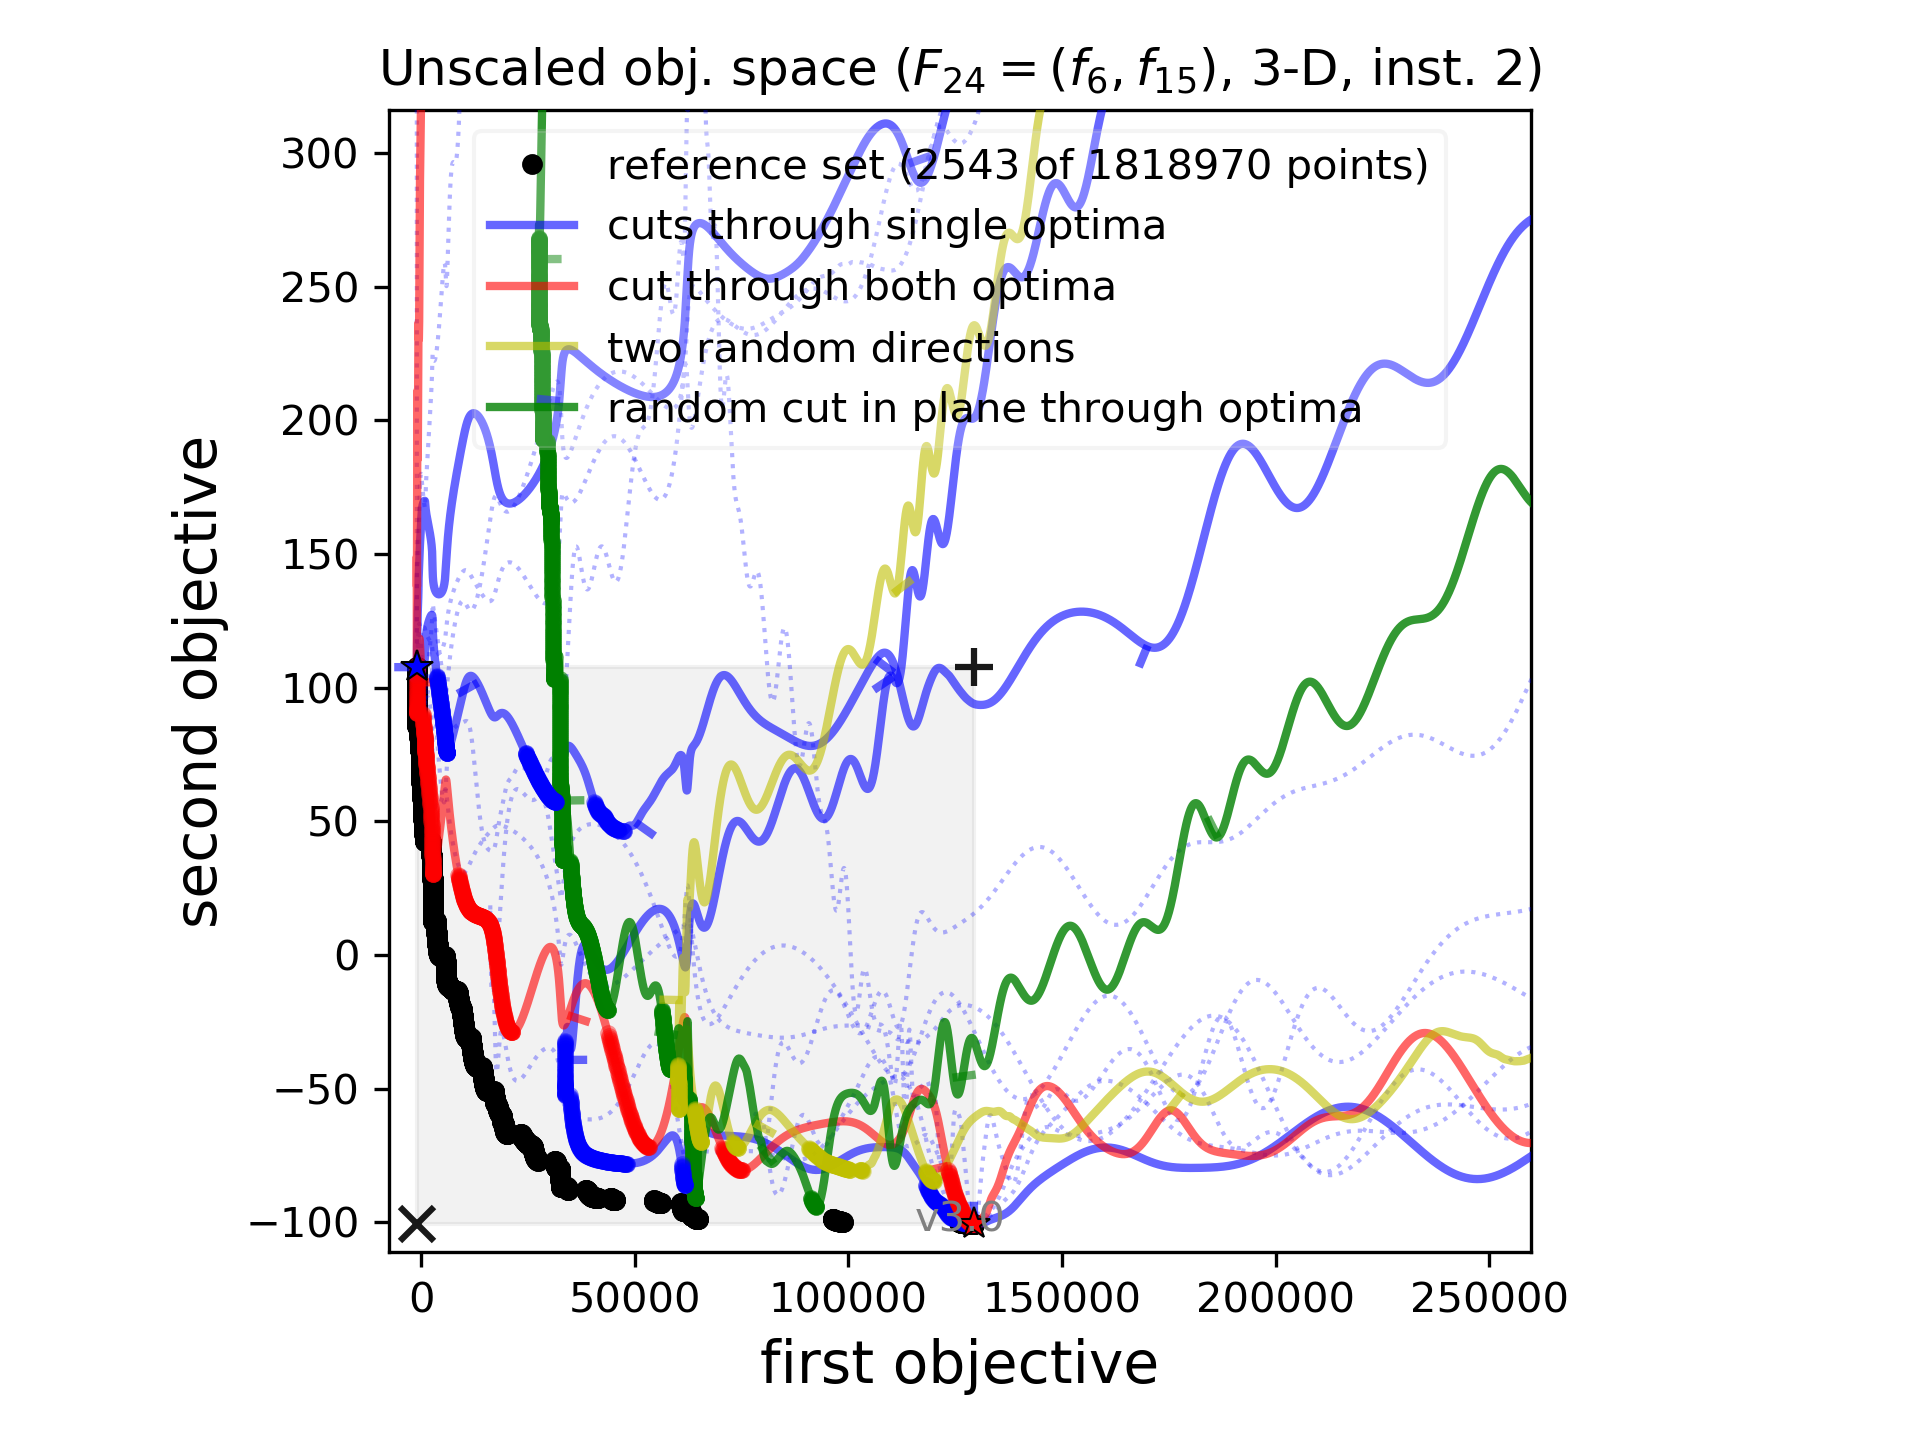 Unscaled obj. space (F24 = (f6, f15), 3-D, inst. 2)
reference set (2543 of 1818970 points)
cuts through single optima
cut through both optima
two random directions
random cut in plane through optima
300
250
200
150
100
50
0
−50
−100
second objective
v3.0
0 50000 100000 150000 200000 250000
first objective